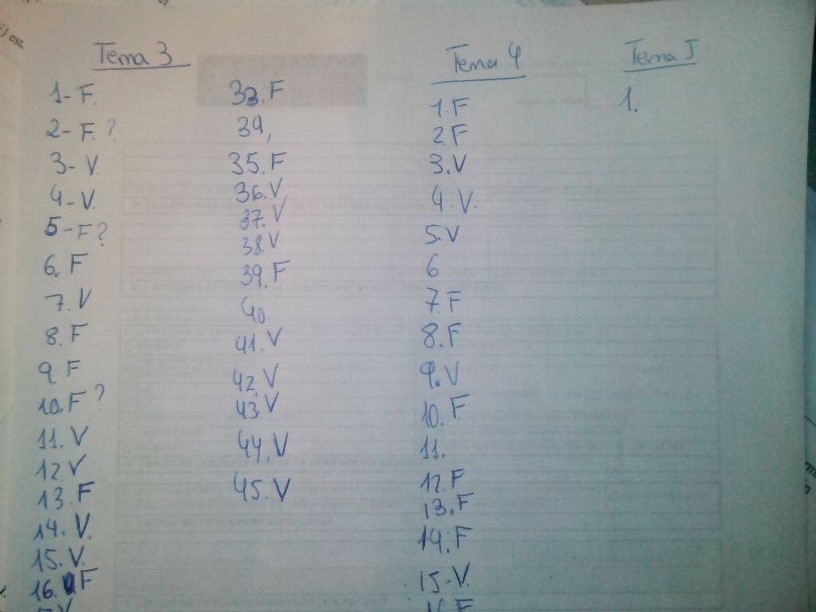 Tema 3
1- F.
2- F.?
3- V
4- V.
5- F?
6. F
7. V
8. F
9. F
10. F?
11. V
12. V
13. F
14. V.
15. V.
16. F
V
33. F
34,
35. F
36. V
37. V
38. V
39. F
40.
41. V
42. V
43. V
44. V
45. V
Tema 4
1. F
2 F
3. V
4. V.
5. V
6
7. F
8. F
9. V
10. F
11.
12. F
13. F
14. F
15-V.
16. F
Tema 5
1.